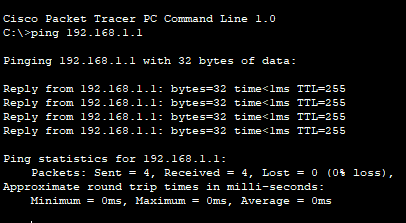 Cisco Packet Tracer PC Command Line 1.0
C:\>ping 192.168.1.1
Pinging 192.168.1.1 with 32 bytes of data:
Reply from 192.168.1.1: bytes=32 time<1ms TTL=255
Reply from 192.168.1.1: bytes=32 time<1ms TTL=255
Reply from 192.168.1.1: bytes=32 time<1ms TTL=255
Reply from 192.168.1.1: bytes=32 time<1ms TTL=255
Ping statistics for 192.168.1.1:
    Packets: Sent = 4, Received = 4, Lost = 0 (0% loss),
Approximate round trip times in milli-seconds:
    Minimum = 0ms, Maximum = 0ms, Average = 0ms